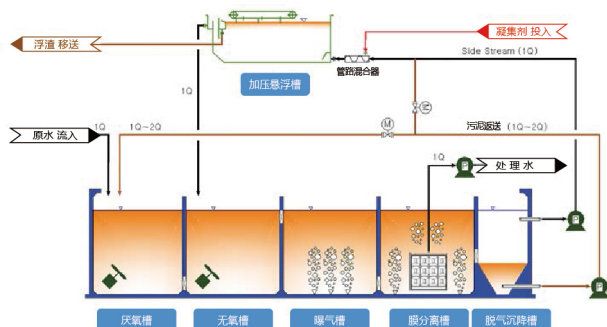 浮渣 移送
凝集剂 投入
Side Stream (1Q)
管路混合器
加压悬浮槽
1Q
M
M
污泥返送 (1Q~2Q)
1Q
1Q~2Q
原水 流入
1Q
处 理 水
厌氧槽
无氧槽
曝气槽
膜分离槽
脱气沉降槽